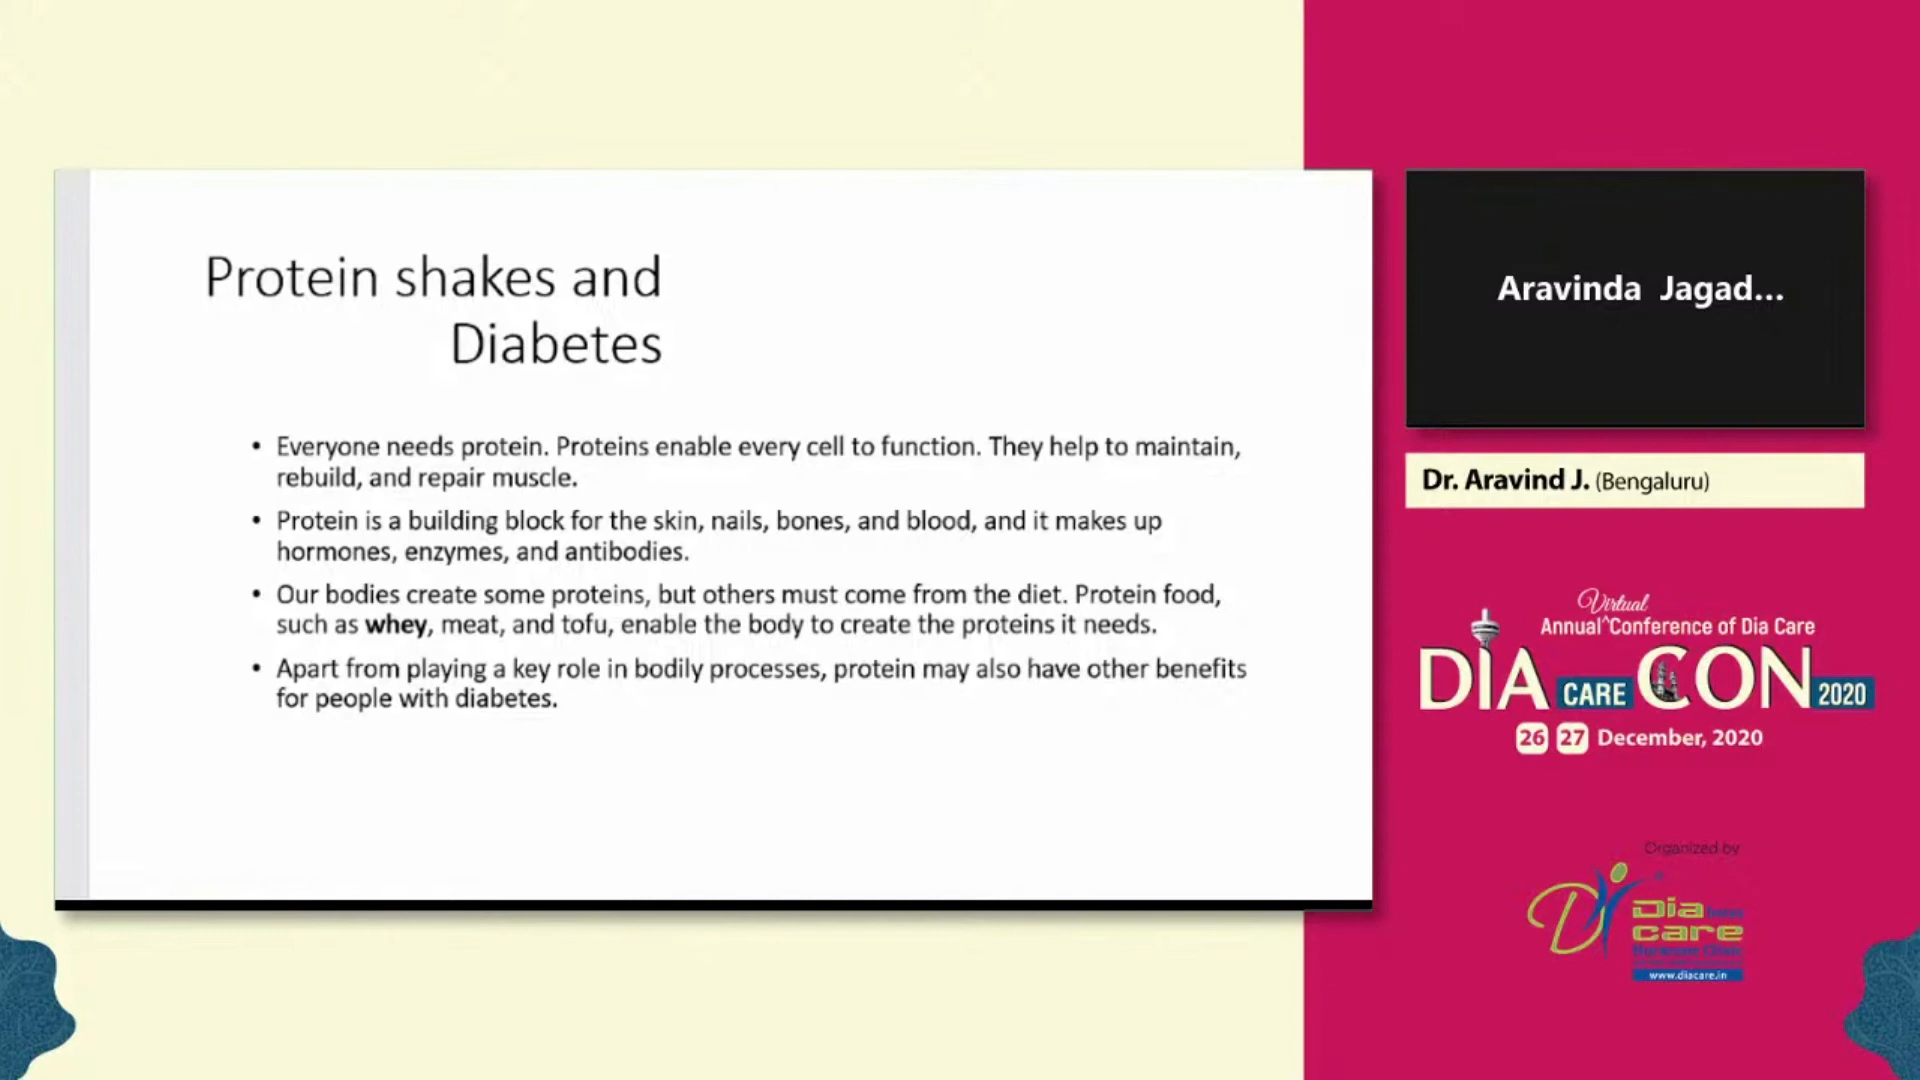 Protein shakes and
Diabetes
• Everyone needs protein. Proteins enable every cell to function. They help to maintain,
rebuild, and repair muscle.
• Protein is a building block for the skin, nails, bones, and blood, and it makes up
hormones, enzymes, and antibodies.
• Our bodies create some proteins, but others must come from the diet. Protein food,
such as whey, meat, and tofu, enable the body to create the proteins it needs.
• Apart from playing a key role in bodily processes, protein may also have other benefits
for people with diabetes.
Aravinda Jagad...
Dr. Aravind J. (Bengaluru)
Virtual
Annual^Conference of Dia Care
DIA CARE CON 2020
26 27 December, 2020
Organized by
Dia
care
www.diacare.in